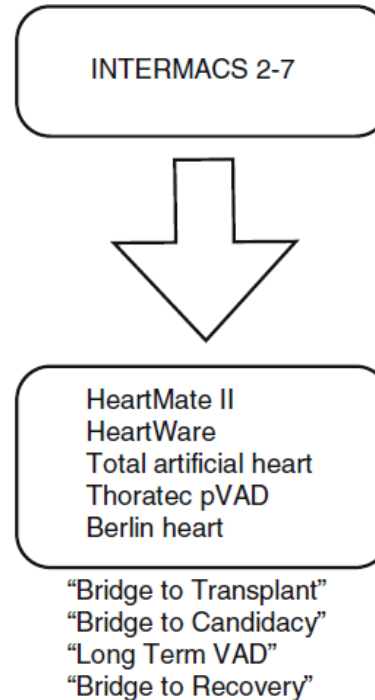 INTERMACS 2-7
HeartMate II
HeartWare
Total artificial heart
Thoratec pVAD
Berlin heart
“Bridge to Transplant”
“Bridge to Candidacy”
“Long Term VAD”
“Bridge to Recovery”